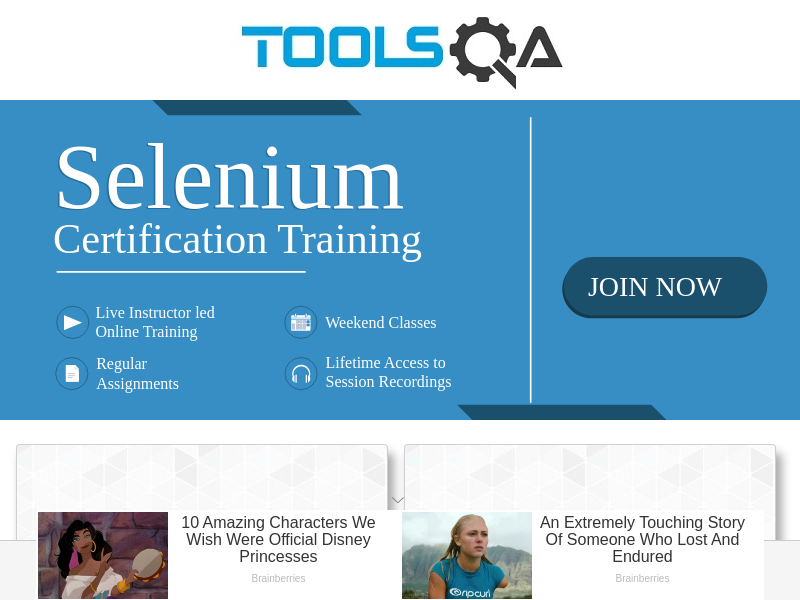 TOOLSQA
Selenium
Certification Training
JOIN NOW
Live Instructor led
Online Training
Weekend Classes
Regular
Assignments
Lifetime Access to
Session Recordings
10 Amazing Characters We
Wish Were Official Disney
Princesses
Brainberries
An Extremely Touching Story
Of Someone Who Lost And
Endured
Brainberries
rip curl